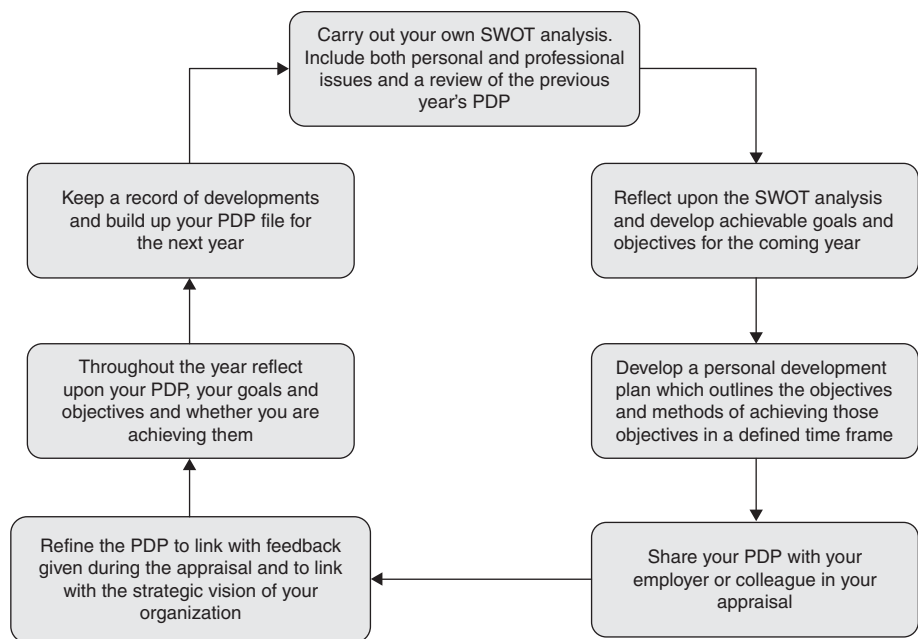 Carry out your own SWOT analysis.
Include both personal and professional
issues and a review of the previous
year's PDP
Reflect upon the SWOT analysis
and develop achievable goals and
objectives for the coming year
Develop a personal development
plan which outlines the objectives
and methods of achieving those
objectives in a defined time frame
Share your PDP with your
employer or colleague in your
appraisal
Refine the PDP to link with feedback
given during the appraisal and to link
with the strategic vision of your
organization
Throughout the year reflect
upon your PDP, your goals and
objectives and whether you are
achieving them
Keep a record of developments
and build up your PDP file for
the next year